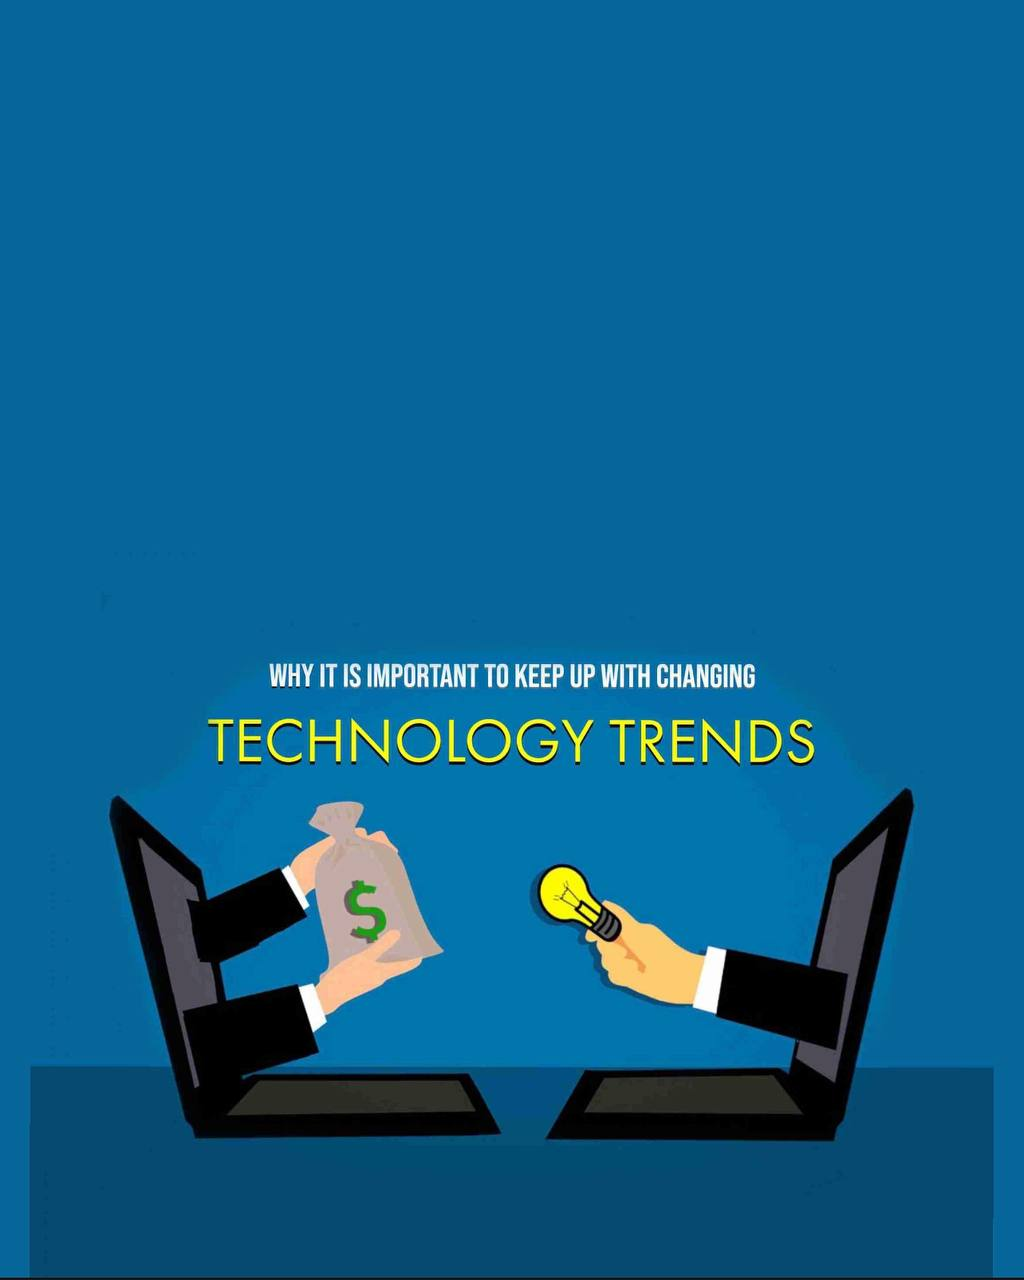 WHY IT IS IMPORTANT TO KEEP UP WITH CHANGING
TECHNOLOGY TRENDS
$